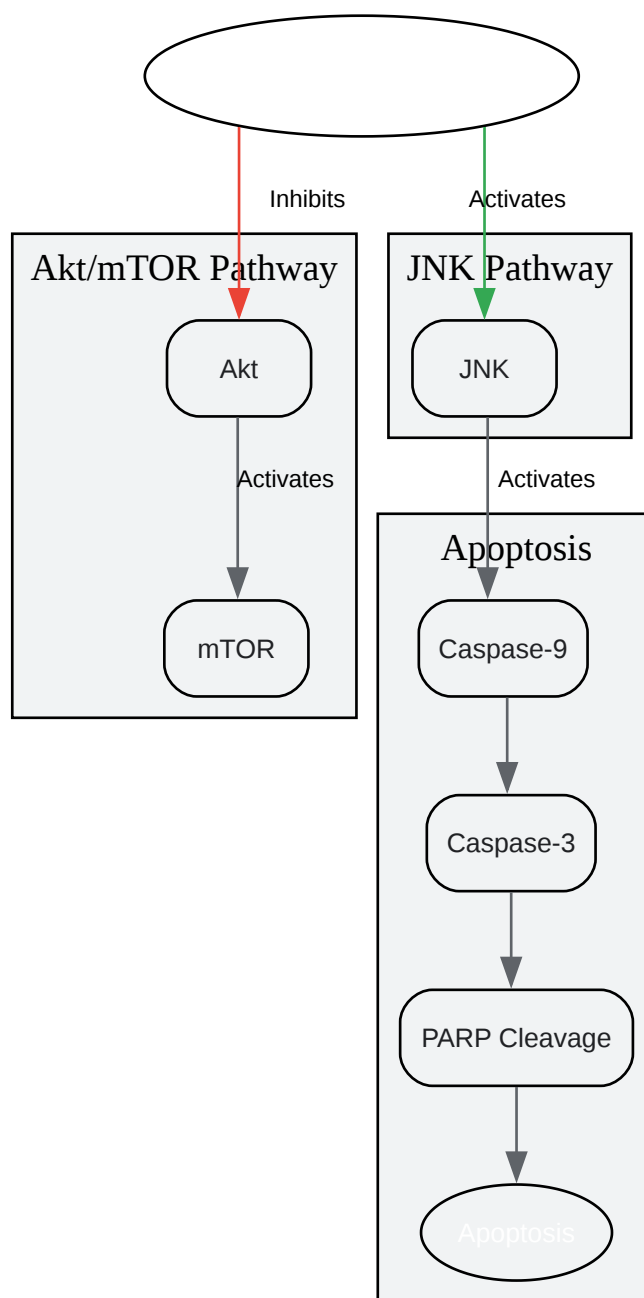 Inhibits
Activates
Akt/mTOR Pathway
JNK Pathway
Akt
JNK
Activates
Activates
Apoptosis
mTOR
Caspase-9
Caspase-3
PARP Cleavage
Apoptosis